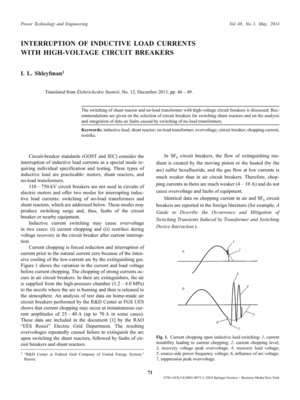 Power Technology and Engineering
Vol. 48, No. 1, May, 2014
INTERRUPTION OF INDUCTIVE LOAD CURRENTS
WITH HIGH-VOLTAGE CIRCUIT BREAKERS
I. L. Shleyfman¹
Translated from Élektricheskie Stantsii, No. 12, December 2013, pp. 46 – 49.
The switching of shunt reactor and no-load transformer with high-voltage circuit breakers is discussed. Rec-
ommendations are given on the selection of circuit breakers for switching shunt reactors and on the analysis
and integration of data on faults caused by switching of no-load transformers.
Keywords: inductive load; shunt reactor; no-load transformer; overvoltage; circuit breaker; chopping current;
restrike.
Circuit-breaker standards (GOST and IEC) consider the
interruption of inductive load currents as a special mode re-
quiring individual specification and testing. Three types of
inductive load are practicable: motors, shunt reactors, and
no-load transformers.
110 – 750-kV circuit breakers are not used in circuits of
electric motors and offer two modes for interrupting induc-
tive load currents: switching of no-load transformers and
shunt reactors, which are addressed below. These modes may
produce switching surge and, thus, faults of the circuit
breaker or nearby equipment.
Inductive current switching may cause overvoltage
in two cases: (i) current chopping and (ii) restrikes during
voltage recovery in the circuit breaker after current interrup-
tion.
Current chopping is forced reduction and interruption of
current prior to the natural current zero because of the inten-
sive cooling of the low-current arc by the extinguishing gas.
Figure 1 shows the variation in the current and load voltage
before current chopping. The chopping of strong currents oc-
curs in air circuit breakers. In their arc extinguishers, the air
is supplied from the high-pressure chamber (1.2 – 4.0 MPa)
to the nozzle where the arc is burning and then is released to
the atmosphere. An analysis of test data on home-made air
circuit breakers performed by the R&D Center at FGS UES
shows that current chopping may occur at instantaneous cur-
rent amplitudes of 25 – 40 A (up to 70 A in some cases).
These data are included in the document [1] by the RAO
“EÉS Rossii” Electric Grid Department. The resulting
overvoltages repeatedly caused failure to extinguish the arc
upon switching the shunt reactors, followed by faults of cir-
cuit breakers and shunt reactors.
¹ “R&D Center at Federal Grid Company of United Energy System,”
Russia.
In SF₆ circuit breakers, the flow of extinguishing me-
dium is created by the moving piston or the heated (by the
arc) suflur hexafluoride, and the gas flow at low currents is
much weaker than in air circuit breakers. Therefore, chop-
ping currents in them are much weaker (4 – 10 A) and do not
cause overvoltage and faults of equipment.
Identical data on chopping current in air and SF₆ circuit
breakers are reported in the foreign literature (for example, A
Guide to Describe the Occurrence and Mitigation of
Switching Transients Induced by Transformer and Switching
Device Interaction).
Fig. 1. Current chopping upon inductive load switching: 1, current
instability leading to current chopping; 2, current chopping level;
3, recovery voltage peak overvoltage; 4, recovery load voltage;
5, source-side power frequency voltage; 6, influence of arc voltage;
7, suppression peak overvoltage.
71
1570-145X/14/4801-0071 © 2014 Springer Science + Business Media New York